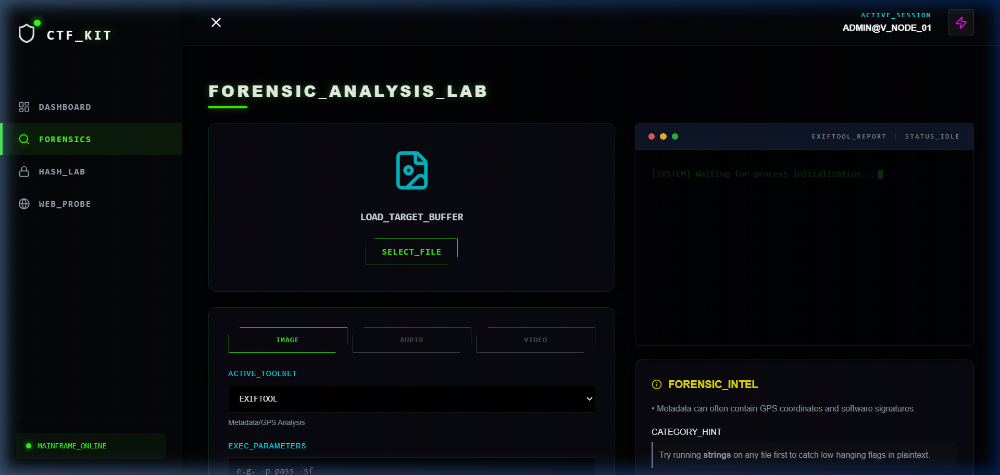 CTF_KIT
ACTIVE_SESSION
ADMIN@V_NODE_01
DASHBOARD
FORENSICS
HASH_LAB
WEB_PROBE
MAINFRAME_ONLINE
FORENSIC_ANALYSIS_LAB
LOAD_TARGET_BUFFER
SELECT_FILE
IMAGE
AUDIO
VIDEO
ACTIVE_TOOLSET
EXIFTOOL
Metadata/GPS Analysis
EXEC_PARAMETERS
e.g. -p pass -sf
EXIFTOOL_REPORT
STATUS_IDLE
[SYSTEM] Waiting for process initialization...
FORENSIC_INTEL
• Metadata can often contain GPS coordinates and software signatures.
CATEGORY_HINT
Try running strings on any file first to catch low-hanging flags in plaintext.